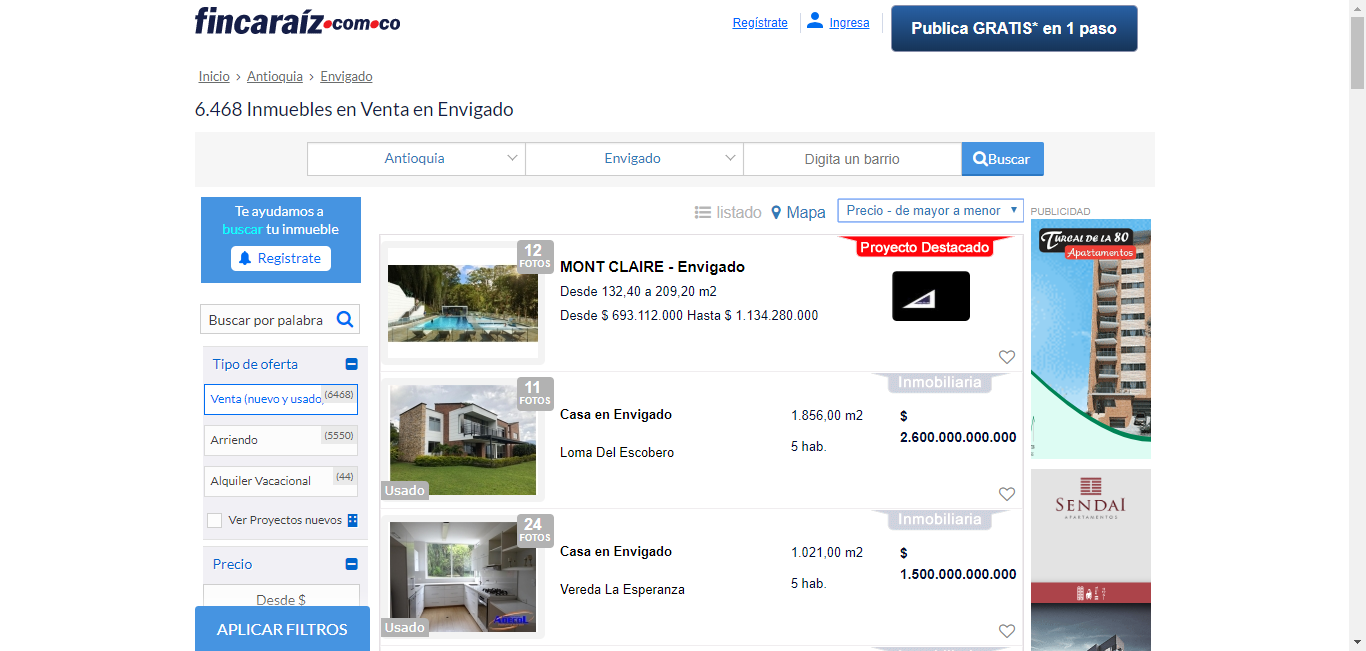 fincaraíz.com.co
Regístrate
Ingresa
Publica GRATIS* en 1 paso
Inicio > Antioquia > Envigado
6.468 Inmuebles en Venta en Envigado
Antioquia
Envigado
Digita un barrio
Buscar
Te ayudamos a
buscar tu inmueble
Registrate
listado
Mapa
Precio - de mayor a menor
PUBLICIDAD
Buscar por palabra
Tipo de oferta
Venta (nuevo y usado) (6468)
Arriendo (5550)
Alquiler Vacacional (44)
Ver Proyectos nuevos
Precio
Desde $
APLICAR FILTROS
12
FOTOS
MONT CLAIRE - Envigado
Desde 132,40 a 209,20 m2
Desde $ 693.112.000 Hasta $ 1.134.280.000
Proyecto Destacado
11
FOTOS
Usado
Casa en Envigado
Loma Del Escobero
1.856,00 m2
5 hab.
Inmobiliaria
$
2.600.000.000.000
24
FOTOS
Usado
Casa en Envigado
Vereda La Esperanza
1.021,00 m2
5 hab.
Inmobiliaria
$
1.500.000.000.000
Turcal de la 80
Apartamentos
SENDAI
APARTAMENTOS